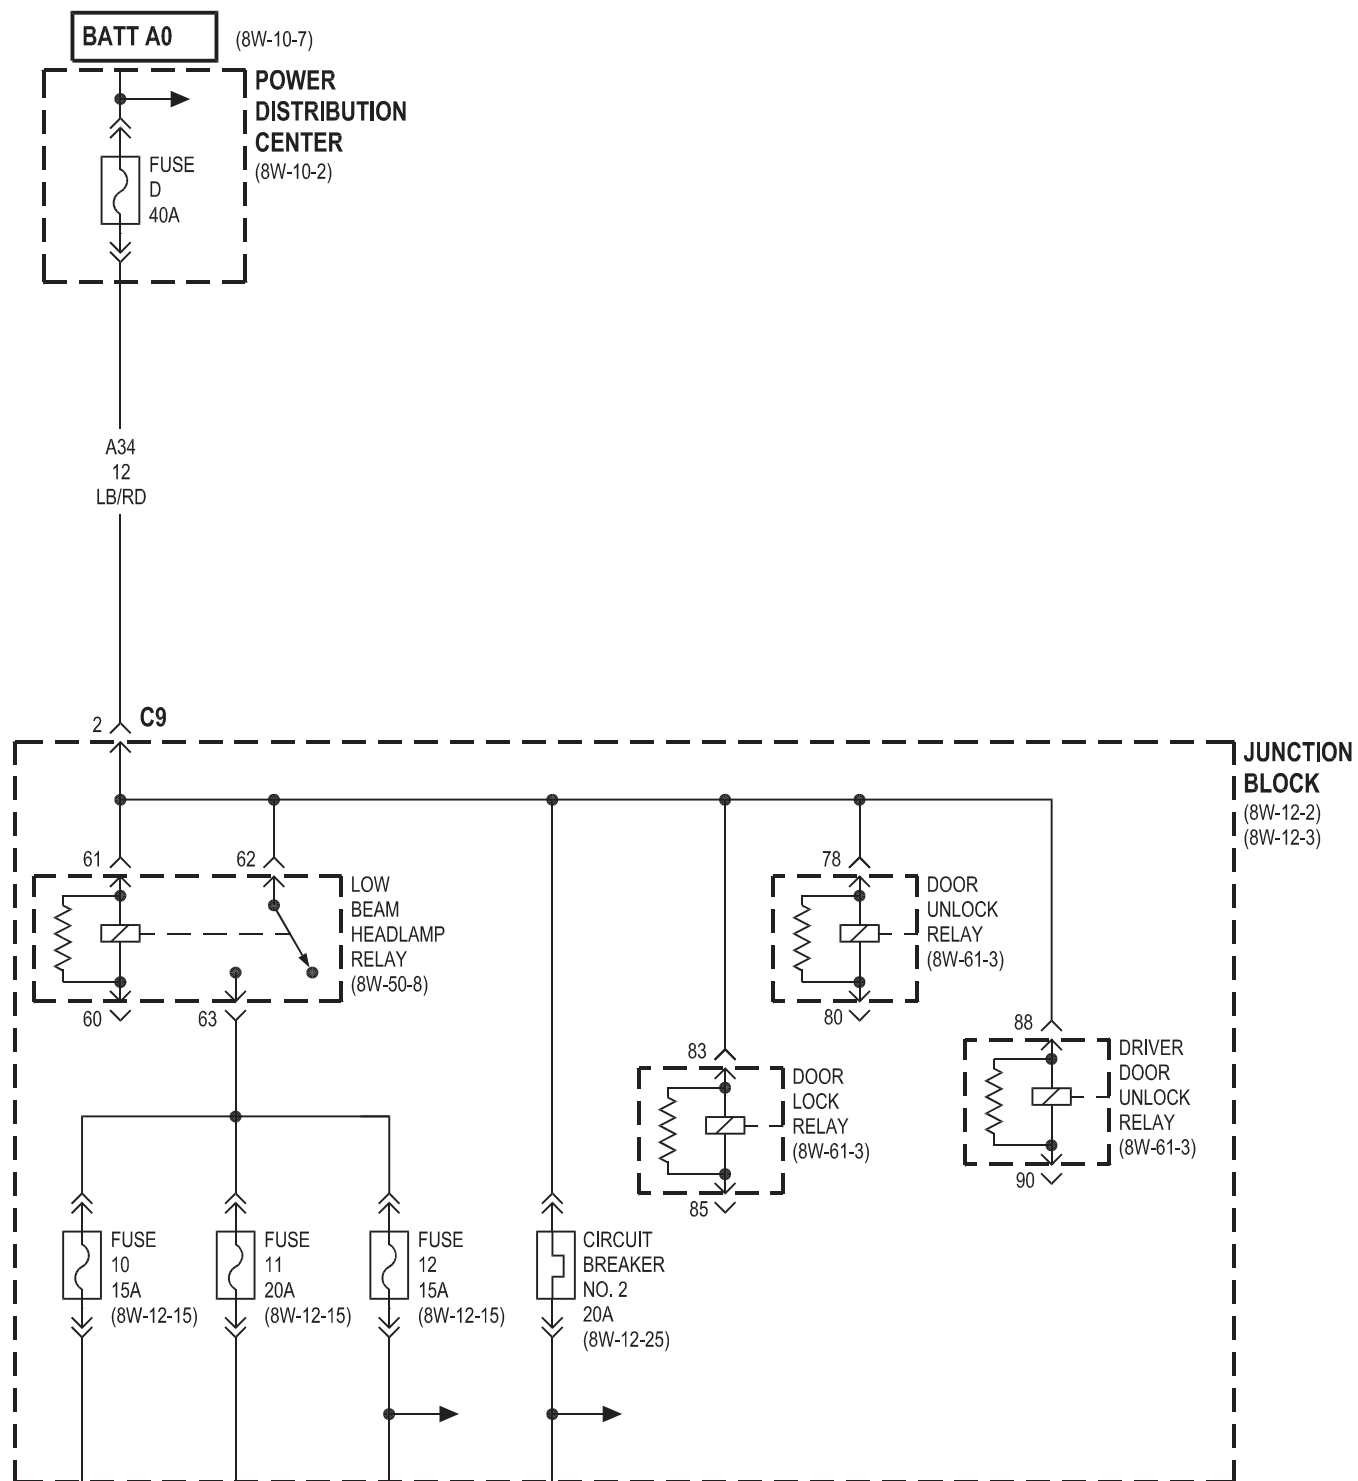 BATT A0
(8W-10-7)
POWER
DISTRIBUTION
CENTER
(8W-10-2)
FUSE
D
40A
A34
12
LB/RD
2
C9
JUNCTION
BLOCK
(8W-12-2)
(8W-12-3)
61
62
LOW
BEAM
HEADLAMP
RELAY
(8W-50-8)
60
63
78
DOOR
UNLOCK
RELAY
(8W-61-3)
80
83
DOOR
LOCK
RELAY
(8W-61-3)
85
88
DRIVER
DOOR
UNLOCK
RELAY
(8W-61-3)
90
FUSE
10
15A
(8W-12-15)
FUSE
11
20A
(8W-12-15)
FUSE
12
15A
(8W-12-15)
CIRCUIT
BREAKER
NO. 2
20A
(8W-12-25)